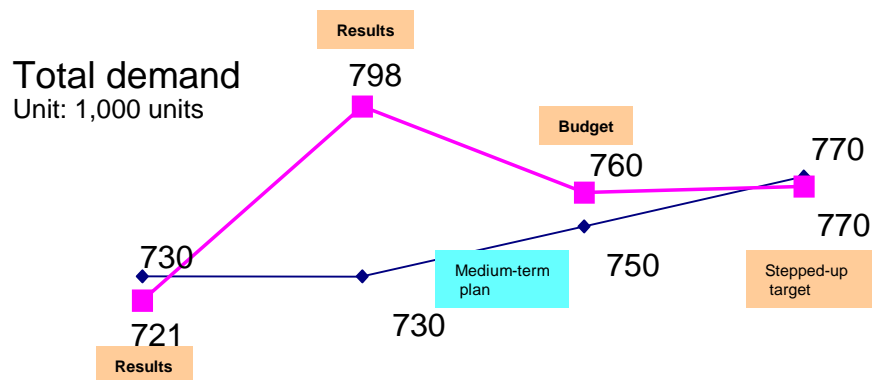 Results
Total demand
798
Unit: 1,000 units
Budget
760
770
730
770
Medium-term
plan
750
Stepped-up
target
730
721
Results